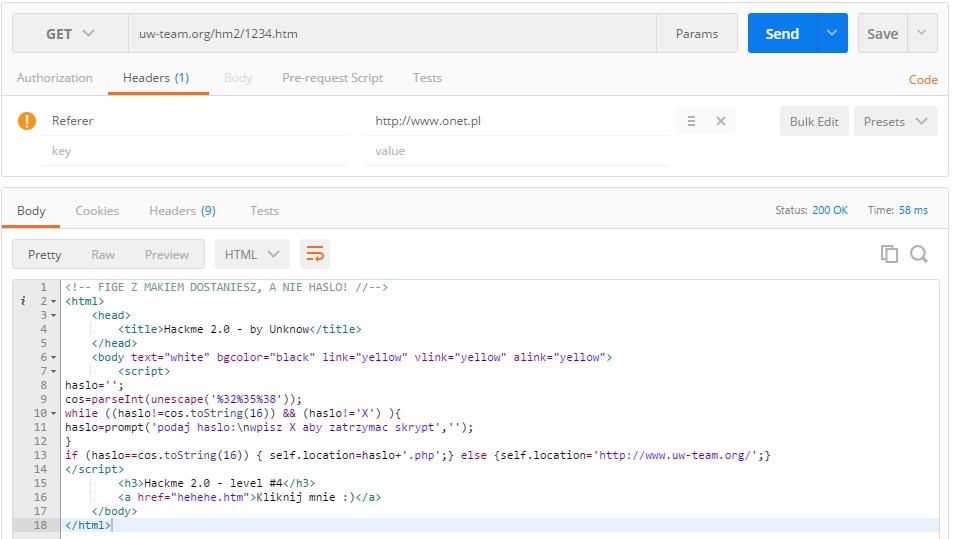 GET uw-team.org/hm2/1234.htm Params Send Save
Authorization Headers (1) Body Pre-request Script Tests Code
Referer http://www.onet.pl Bulk Edit Presets
key value
Body Cookies Headers (9) Tests Status: 200 OK Time: 58 ms
Pretty Raw Preview HTML
1 <!-- FIGE Z MAKIEM DOSTANIESZ, A NIE HASLO! //-->
i 2 <html>
3 <head>
4 <title>Hackme 2.0 - by Unknow</title>
5 </head>
6 <body text="white" bgcolor="black" link="yellow" vlink="yellow" alink="yellow">
7 <script>
8 haslo='';
9 cos=parseInt(unescape('%32%35%38'));
10 while ((haslo!=cos.toString(16)) && (haslo!='X') ){
11 haslo=prompt('podaj haslo:\nwpisz X aby zatrzymac skrypt','');
12 }
13 if (haslo==cos.toString(16)) { self.location=haslo+'.php';} else {self.location='http://www.uw-team.org/';}
14 </script>
15 <h3>Hackme 2.0 - level #4</h3>
16 <a href="hehehe.htm">Kliknij mnie :)</a>
17 </body>
18 </html>